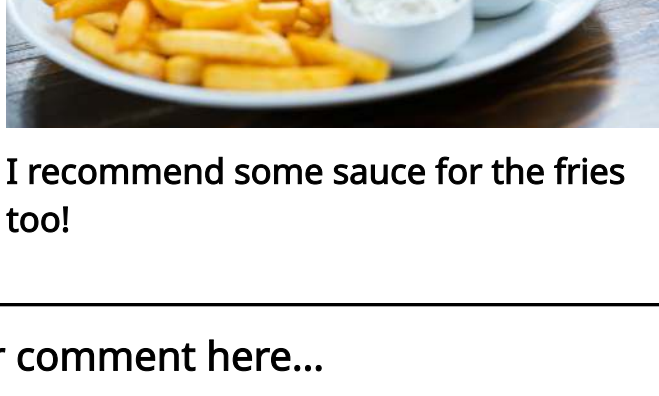 I recommend some sauce for the fries
too!
comment here...